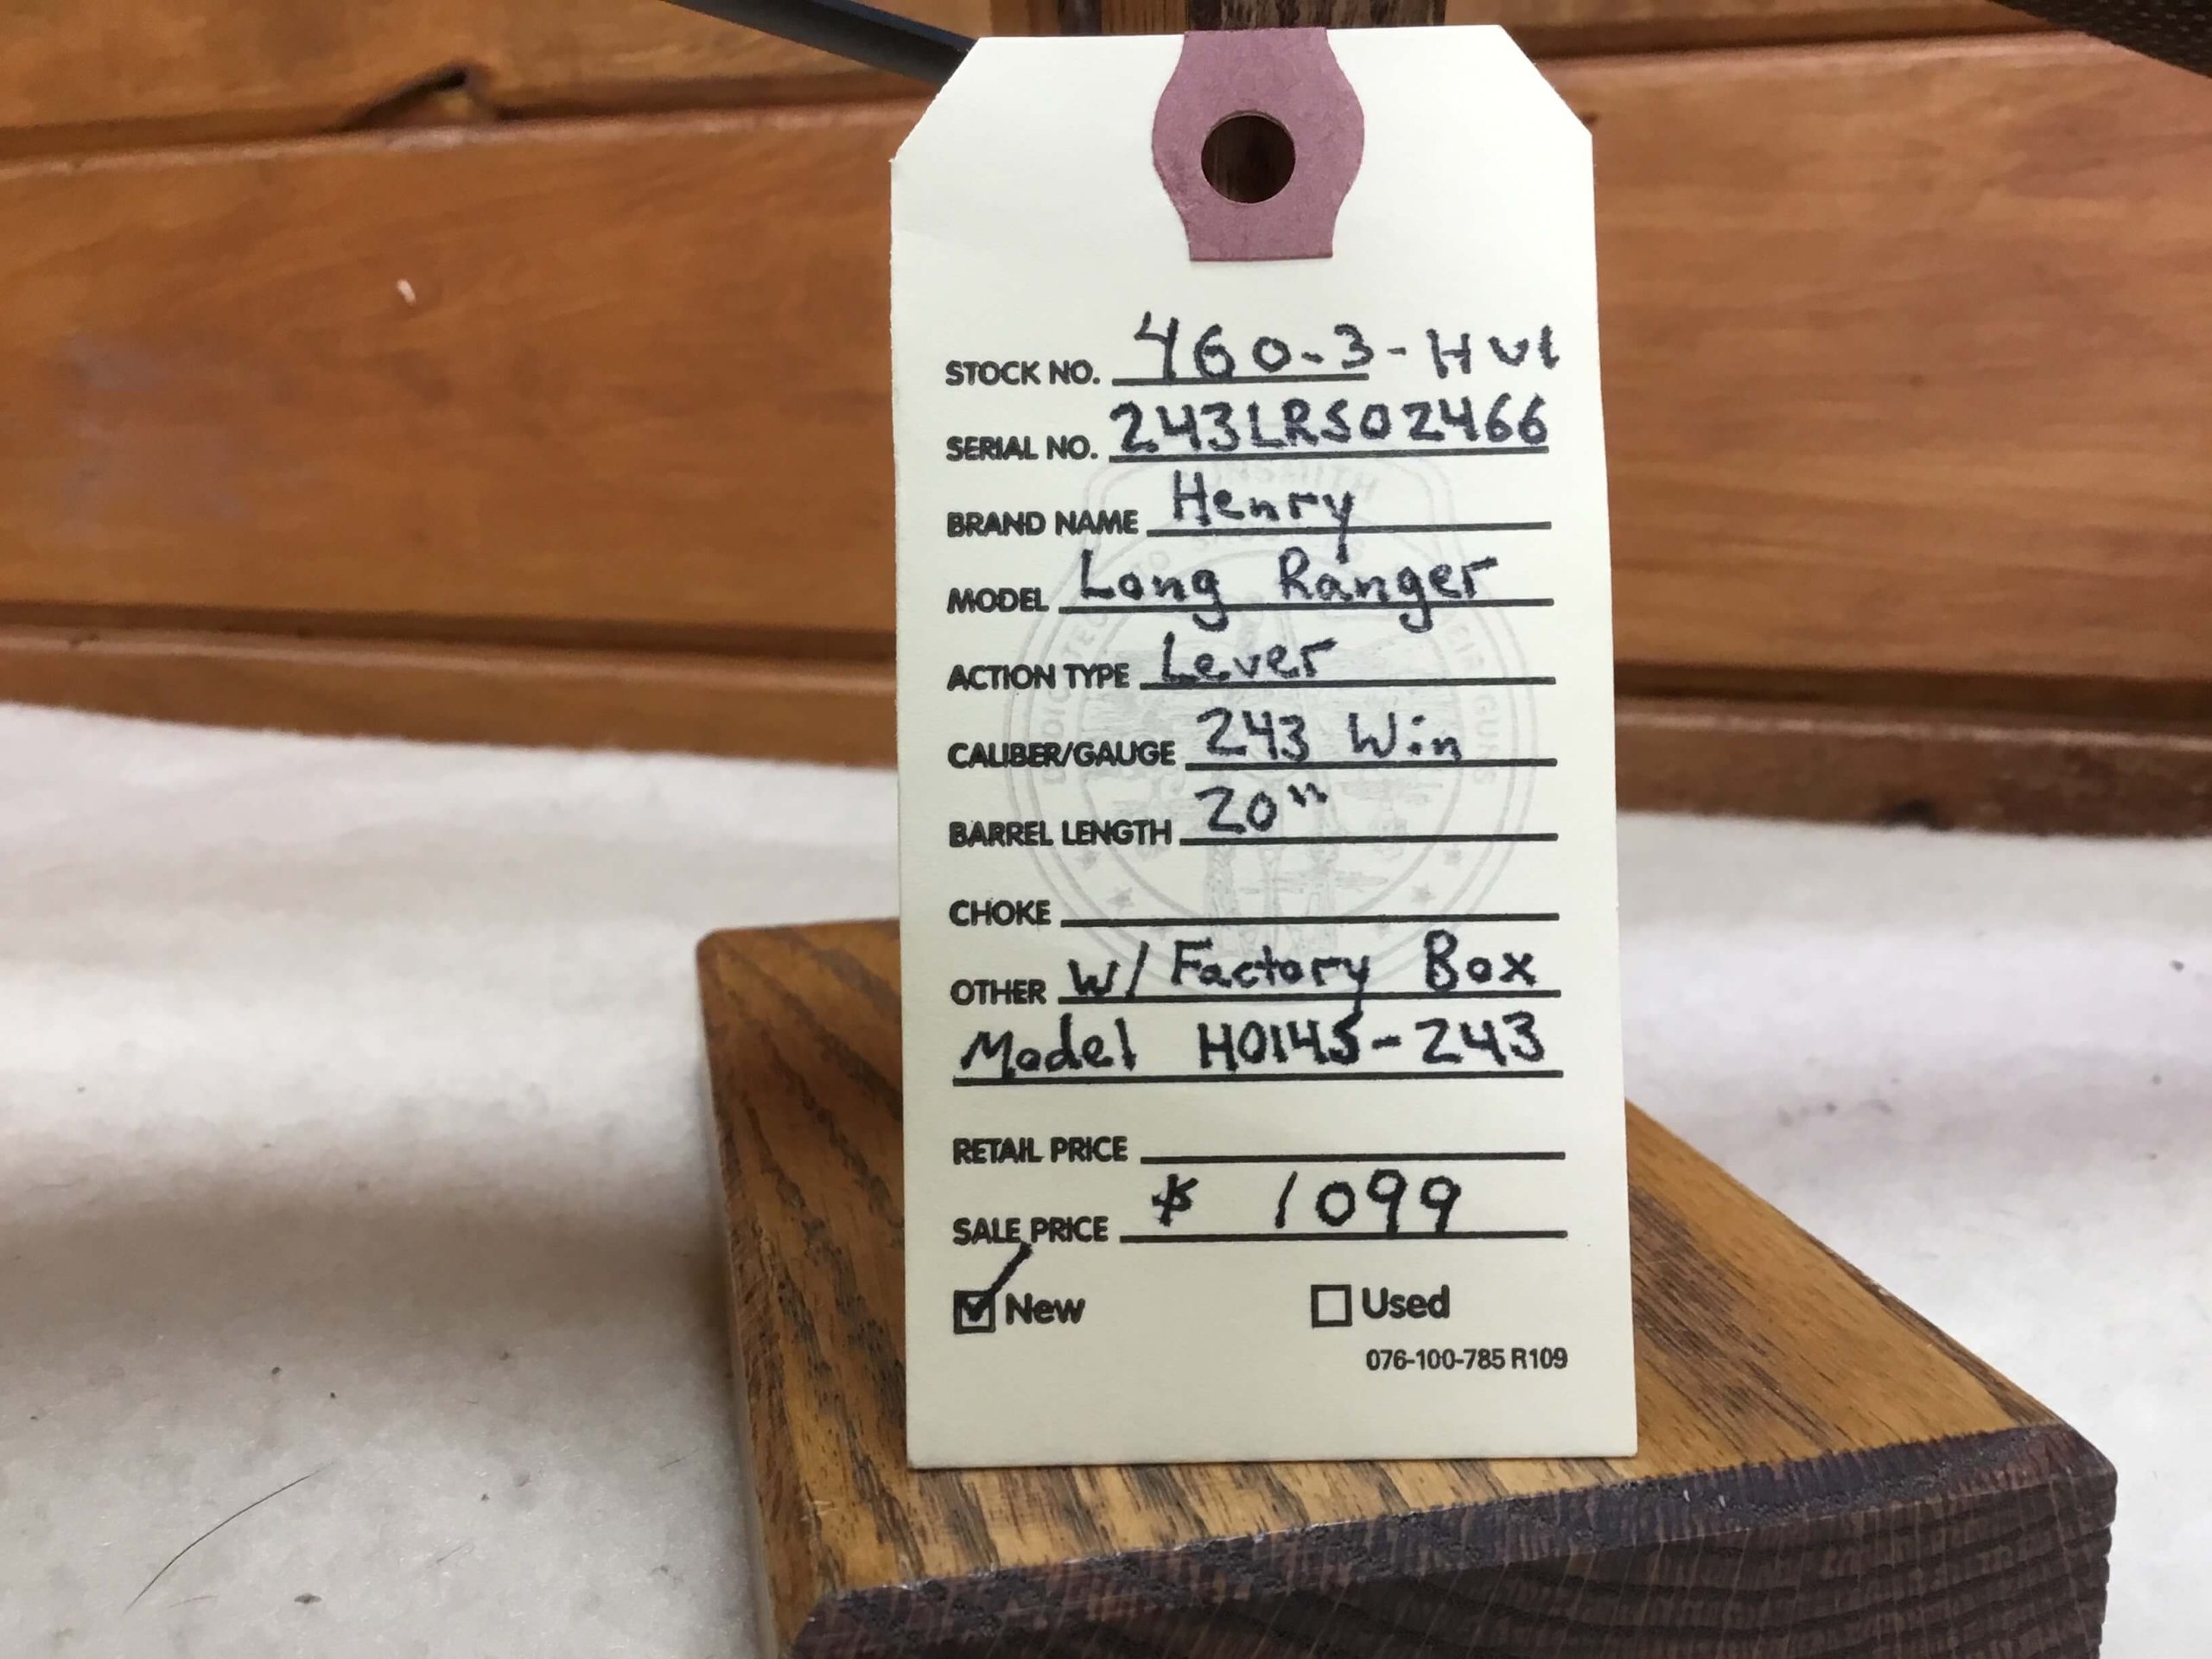 STOCK NO. 460-3-Hut
SERIAL NO. 243LRS02466
BRAND NAME Henry
MODEL Long Ranger
ACTION TYPE Lever
CALIBER/GAUGE 243 Win
BARREL LENGTH 20"
CHOKE
OTHER W/ Factory Box
Model H014S-243
RETAIL PRICE
SALE PRICE $ 1099
New Used
076-100-785 R109